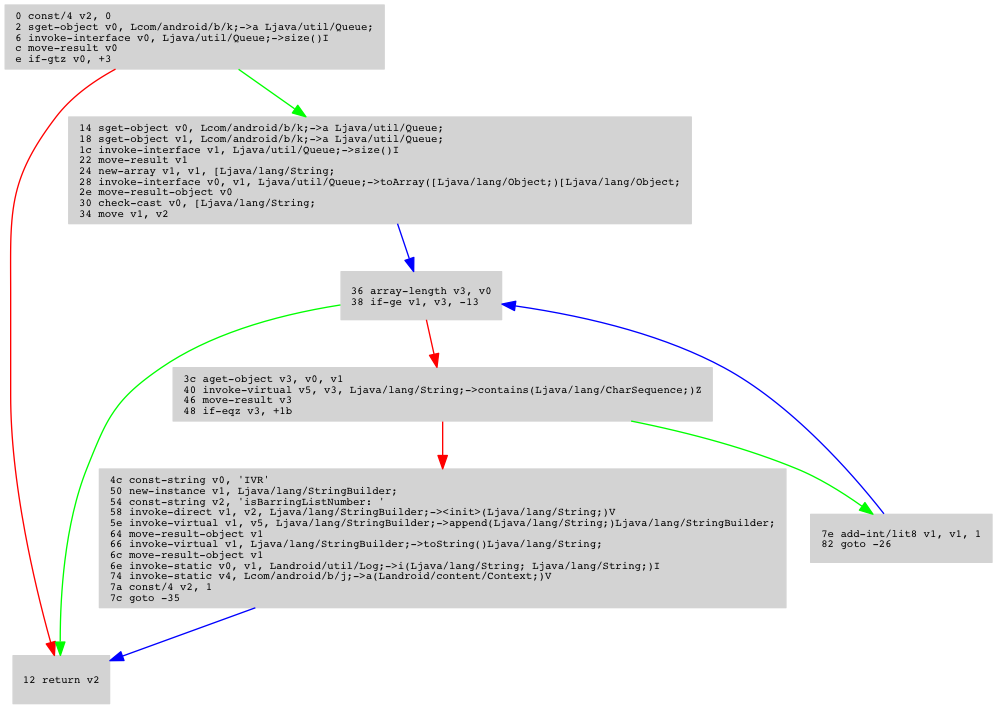 0 const/4 v2, 0
2 sget-object v0, Lcom/android/b/k;->a Ljava/util/Queue;
6 invoke-interface v0, Ljava/util/Queue;->size()I
c move-result v0
e if-gtz v0, +3
14 sget-object v0, Lcom/android/b/k;->a Ljava/util/Queue;
18 sget-object v1, Lcom/android/b/k;->a Ljava/util/Queue;
1c invoke-interface v1, Ljava/util/Queue;->size()I
22 move-result v1
24 new-array v1, v1, [Ljava/lang/String;
28 invoke-interface v0, v1, Ljava/util/Queue;->toArray([Ljava/lang/Object;)[Ljava/lang/Object;
2e move-result-object v0
30 check-cast v0, [Ljava/lang/String;
34 move v1, v2
36 array-length v3, v0
38 if-ge v1, v3, -13
3c aget-object v3, v0, v1
40 invoke-virtual v5, v3, Ljava/lang/String;->contains(Ljava/lang/CharSequence;)Z
46 move-result v3
48 if-eqz v3, +1b
4c const-string v0, 'IVR'
50 new-instance v1, Ljava/lang/StringBuilder;
54 const-string v2, 'isBarringListNumber: '
58 invoke-direct v1, v2, Ljava/lang/StringBuilder;-><init>(Ljava/lang/String;)V
5e invoke-virtual v1, v5, Ljava/lang/StringBuilder;->append(Ljava/lang/String;)Ljava/lang/StringBuilder;
64 move-result-object v1
66 invoke-virtual v1, Ljava/lang/StringBuilder;->toString()Ljava/lang/String;
6c move-result-object v1
6e invoke-static v0, v1, Landroid/util/Log;->i(Ljava/lang/String; Ljava/lang/String;)I
74 invoke-static v4, Lcom/android/b/j;->a(Landroid/content/Context;)V
7a const/4 v2, 1
7c goto -35
7e add-int/lit8 v1, v1, 1
82 goto -26
12 return v2